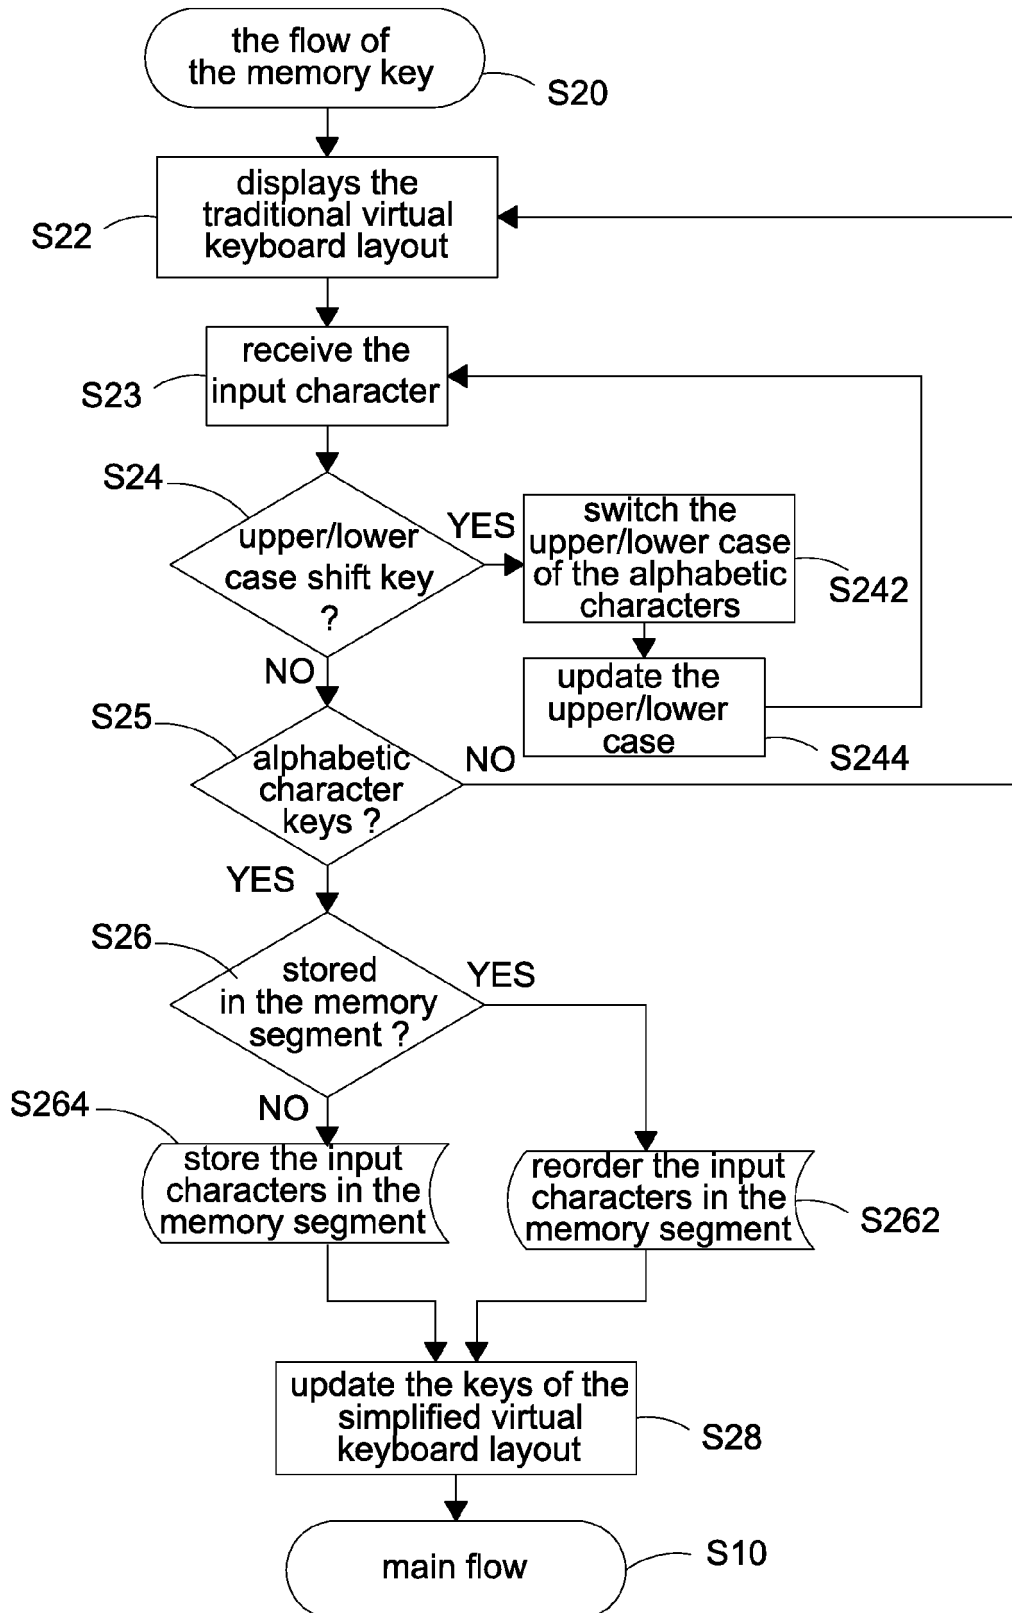 the flow of
the memory key
S20
displays the
traditional virtual
keyboard layout
S22
receive the
input character
S23
S24
upper/lower
case shift key
?
YES
switch the
upper/lower case
of the alphabetic
characters
S242
NO
update the
upper/lower
case
S244
S25
alphabetic
character
keys ?
NO
YES
S26
stored
in the memory
segment ?
YES
NO
S264
store the input
characters in the
memory segment
reorder the input
characters in the
memory segment
S262
update the keys of the
simplified virtual
keyboard layout
S28
main flow
S10